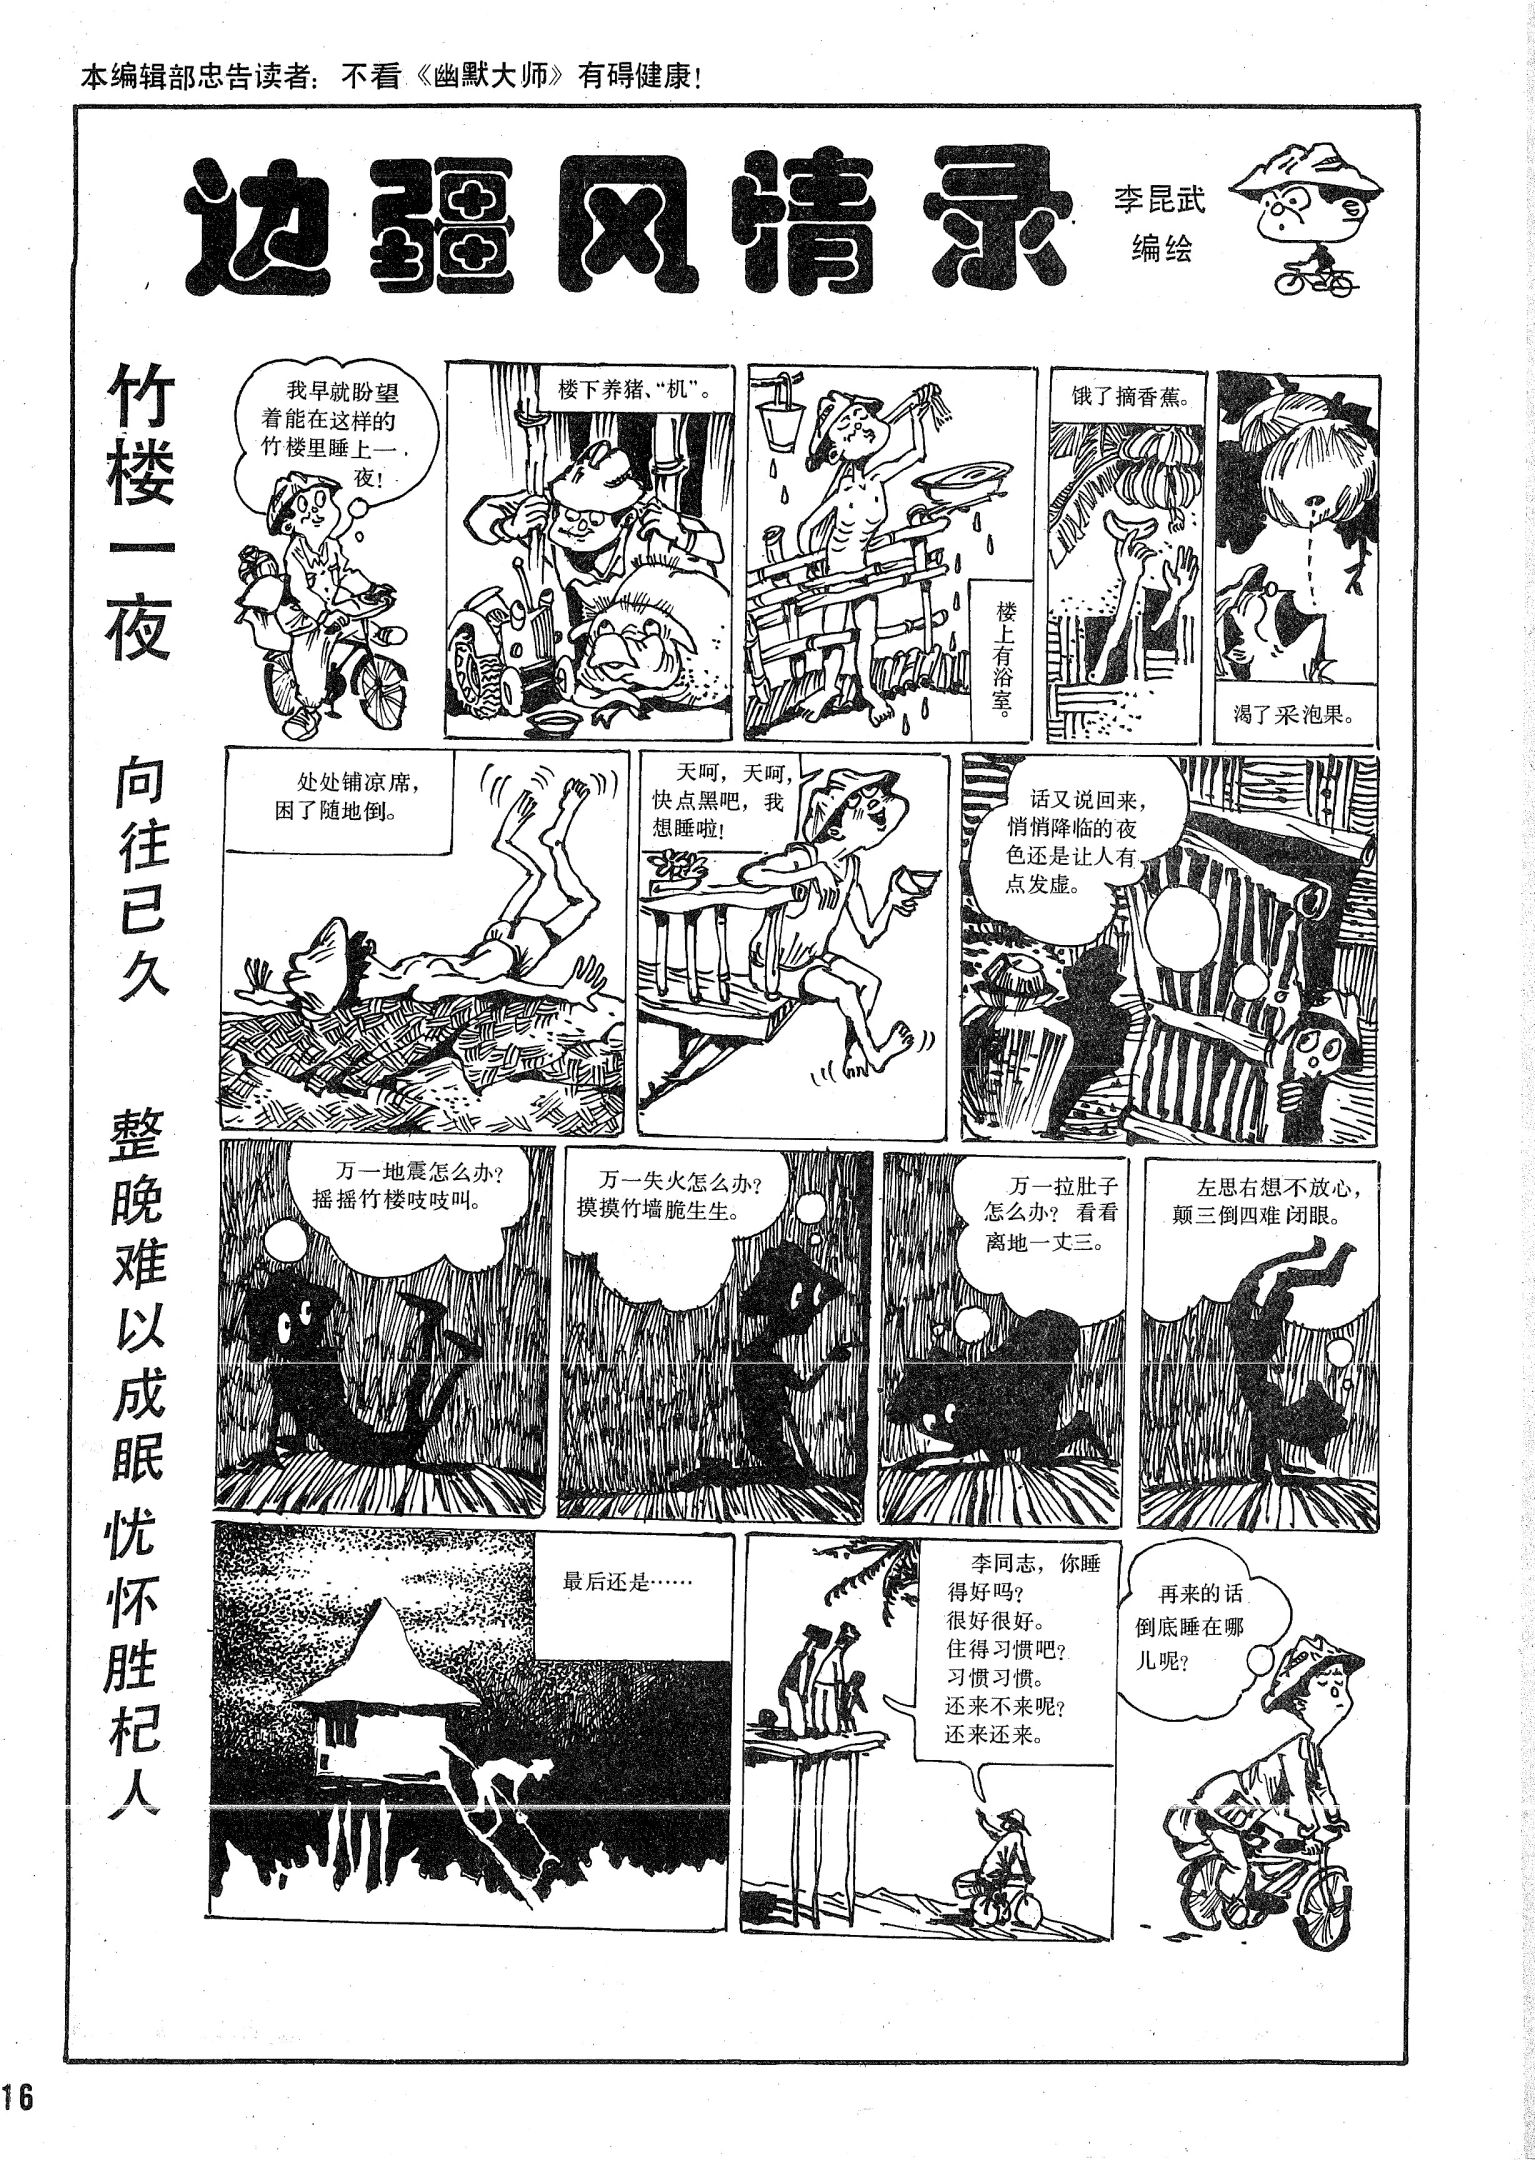 本编辑部忠告读者：不看《幽默大师》有碍健康！
边疆风情录
李昆武
编绘
竹楼一夜 向往已久 整晚难以成眠忧怀胜杞人
我早就盼望
着能在这样的
竹楼里睡上一
夜！
楼下养猪、“机”。
楼上有浴室。
饿了摘香蕉。
渴了采泡果。
处处铺凉席，
困了随地倒。
天呵，天呵，
快点黑吧，我
想睡啦！
话又说回来，
悄悄降临的夜
色还是让人有
点发虚。
万一地震怎么办？
摇摇竹楼吱吱叫。
万一失火怎么办？
摸摸竹墙脆生生。
万一拉肚子
怎么办？看看
离地一丈三。
左思右想不放心，
颠三倒四难闭眼。
最后还是……
李同志，你睡
得好吗？
很好很好。
住得习惯吧？
习惯习惯。
还来不来呢？
还来还来。
再来的话
到底睡在哪
儿呢？
16